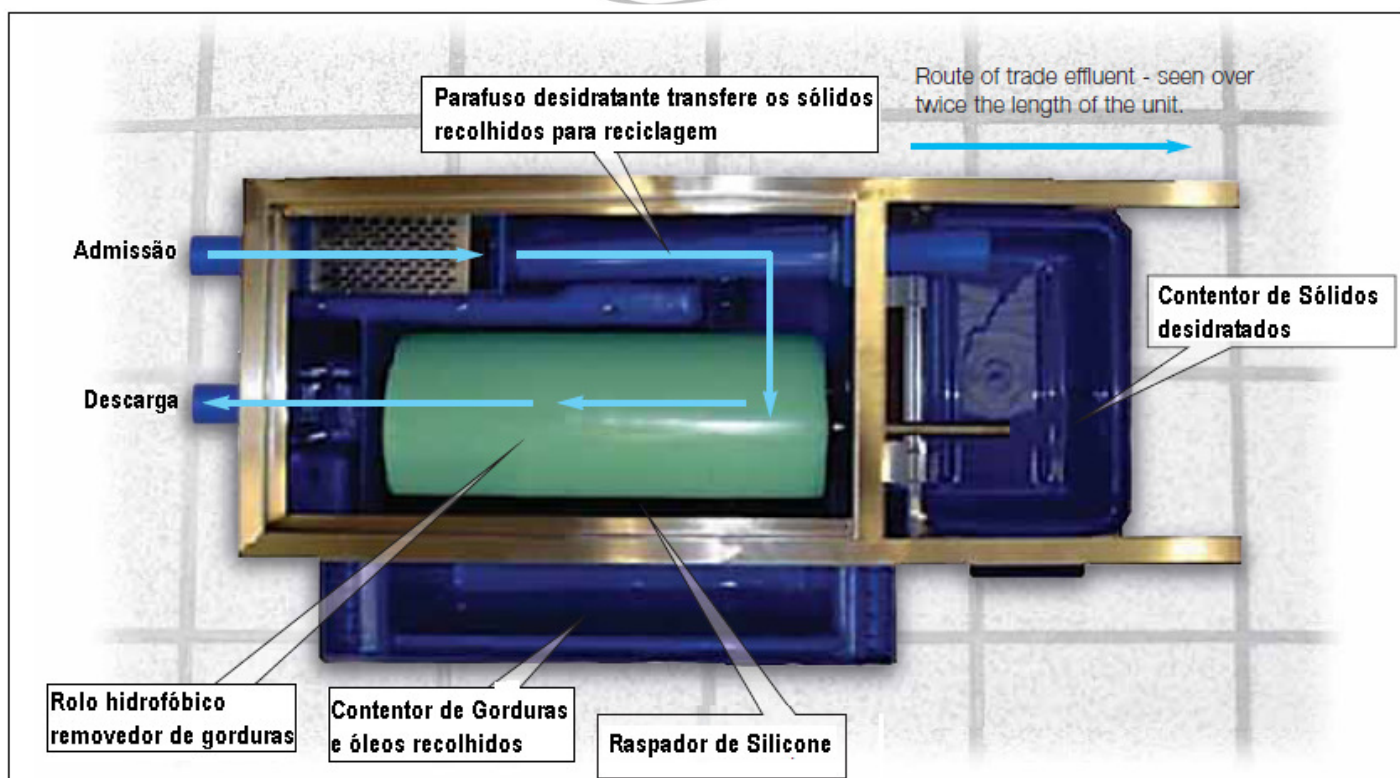 Parafuso desidratante transfere os sólidos
recolhidos para reciclagem
Route of trade effluent - seen over
twice the length of the unit.
Admissão
Contentor de Sólidos
desidratados
Descarga
Rolo hidrofóbico
removedor de gorduras
Contentor de Gorduras
e óleos recolhidos
Raspador de Silicone